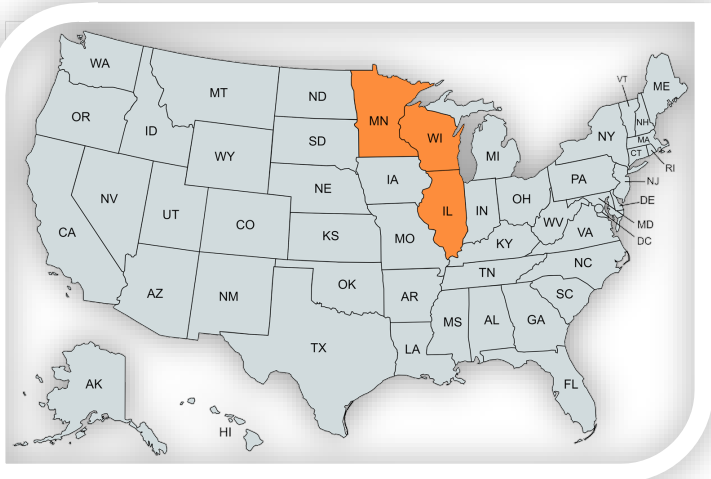 WA
MT
ND
MN
OR
ID
SD
WI
WY
MI
VT
ME
NH
NY
MA
CT
RI
NV
UT
CO
NE
IA
IL
IN
OH
PA
NJ
DE
MD
DC
CA
KS
MO
KY
WV
VA
AZ
NM
OK
AR
TN
NC
SC
TX
LA
MS
AL
GA
FL
AK
HI